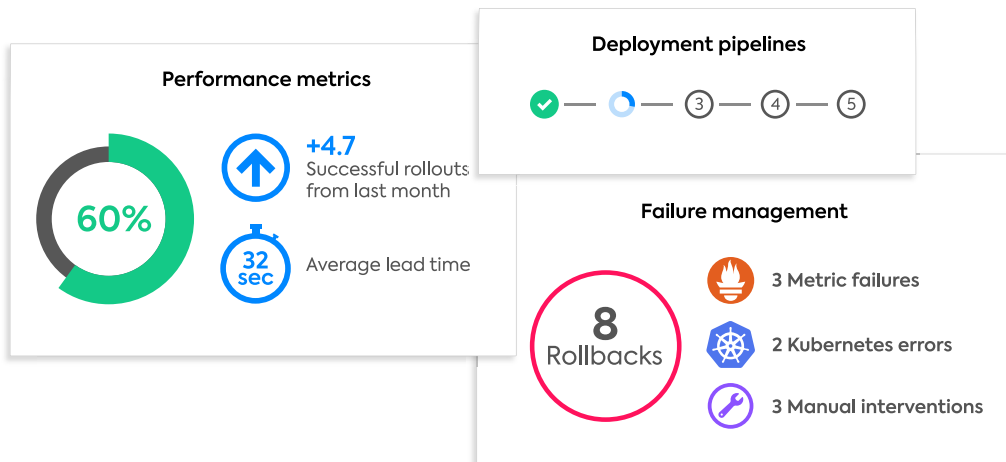 Performance metrics
60%
+4.7
Successful rollouts
from last month
32
sec
Average lead time
Deployment pipelines
3
4
5
Failure management
8
Rollbacks
3 Metric failures
2 Kubernetes errors
3 Manual interventions